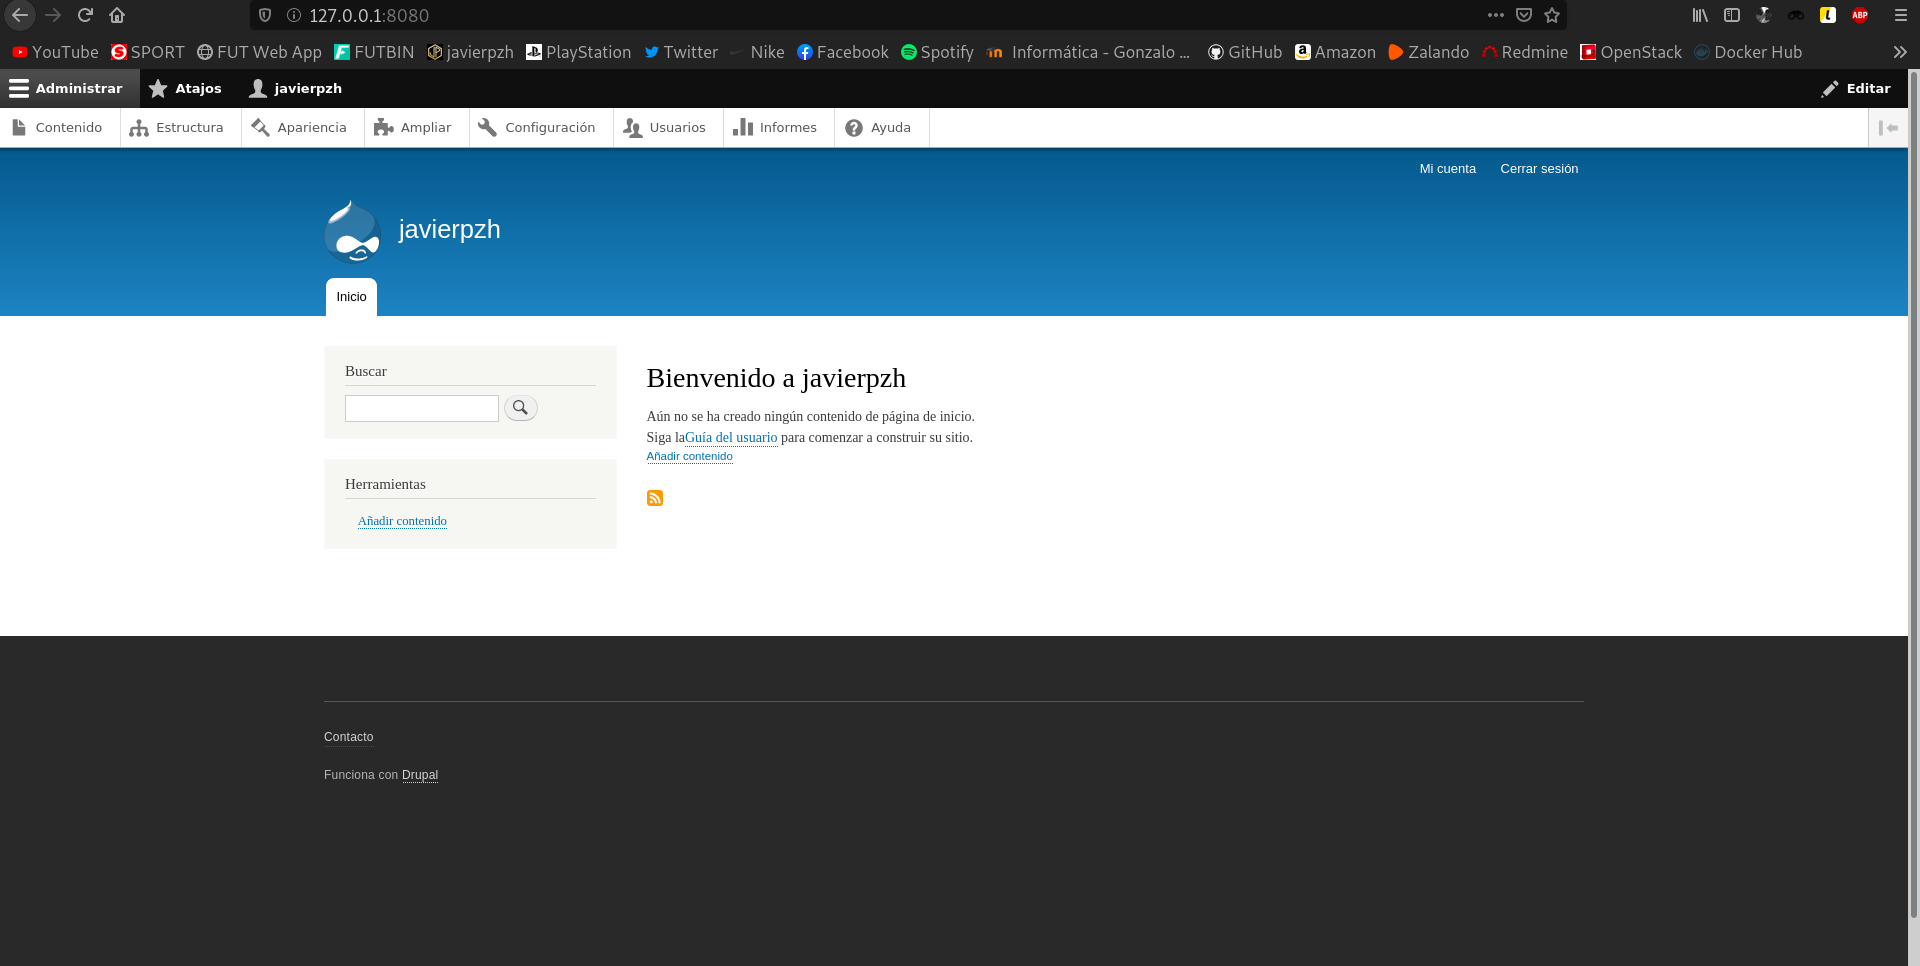 127.0.0.1:8080
YouTube SPORT FUT Web App FUTBIN javierpzh PlayStation Twitter Nike Facebook Spotify Informática - Gonzalo ... GitHub Amazon Zalando Redmine OpenStack Docker Hub
Administrar Atajos javierpzh Editar
Contenido Estructura Apariencia Ampliar Configuración Usuarios Informes Ayuda
Mi cuenta Cerrar sesión
javierpzh
Inicio
Buscar
Herramientas
Añadir contenido
Bienvenido a javierpzh
Aún no se ha creado ningún contenido de página de inicio.
Siga laGuía del usuario para comenzar a construir su sitio.
Añadir contenido
Contacto
Funciona con Drupal